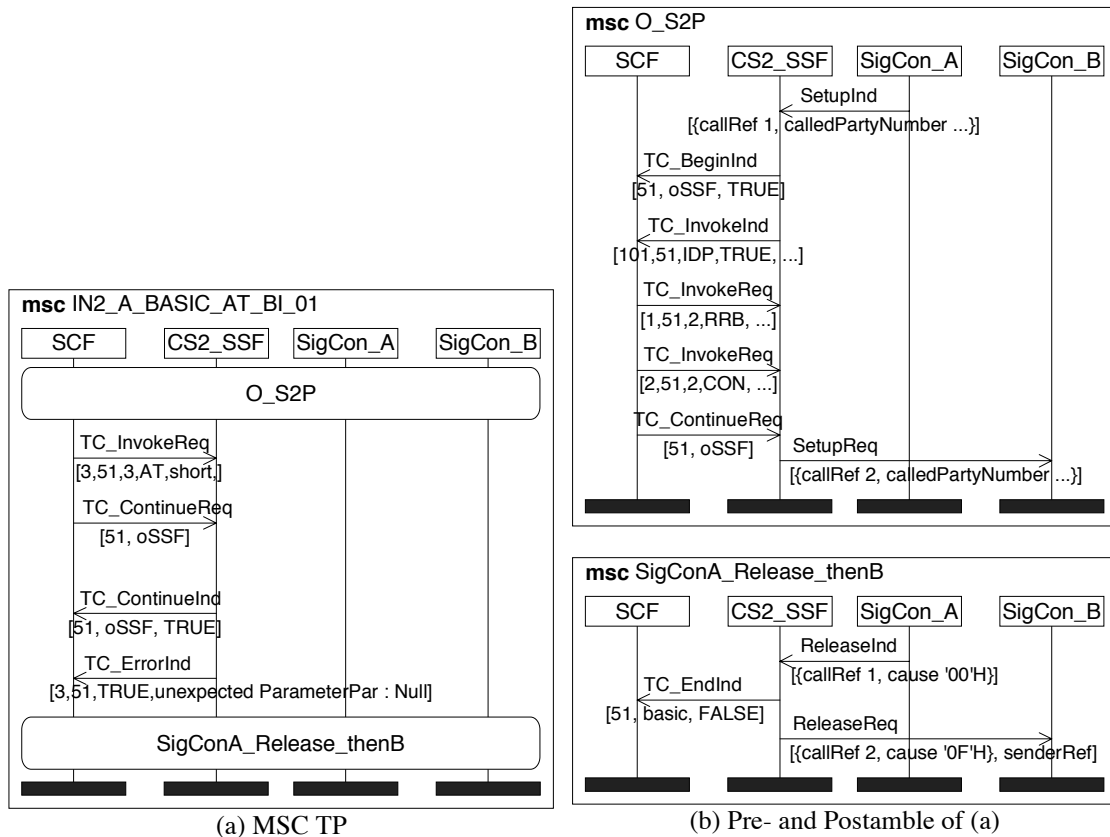 msc IN2_A_BASIC_AT_BI_01
SCF CS2_SSF SigCon_A SigCon_B
O_S2P
TC_InvokeReq
[3,51,3,AT,short,]
TC_ContinueReq
[51, oSSF]
TC_ContinueInd
[51, oSSF, TRUE]
TC_ErrorInd
[3,51,TRUE,unexpected ParameterPar : Null]
SigConA_Release_thenB
(a) MSC TP
msc O_S2P
SCF CS2_SSF SigCon_A SigCon_B
SetupInd
[{callRef 1, calledPartyNumber ...}]
TC_BeginInd
[51, oSSF, TRUE]
TC_InvokeInd
[101,51,IDP,TRUE, ...]
TC_InvokeReq
[1,51,2,RRB, ...]
TC_InvokeReq
[2,51,2,CON, ...]
TC_ContinueReq
[51, oSSF]
SetupReq
[{callRef 2, calledPartyNumber ...}]
msc SigConA_Release_thenB
SCF CS2_SSF SigCon_A SigCon_B
ReleaseInd
[{callRef 1, cause '00'H}]
TC_EndInd
[51, basic, FALSE]
ReleaseReq
[{callRef 2, cause '0F'H}, senderRef]
(b) Pre- and Postamble of (a)